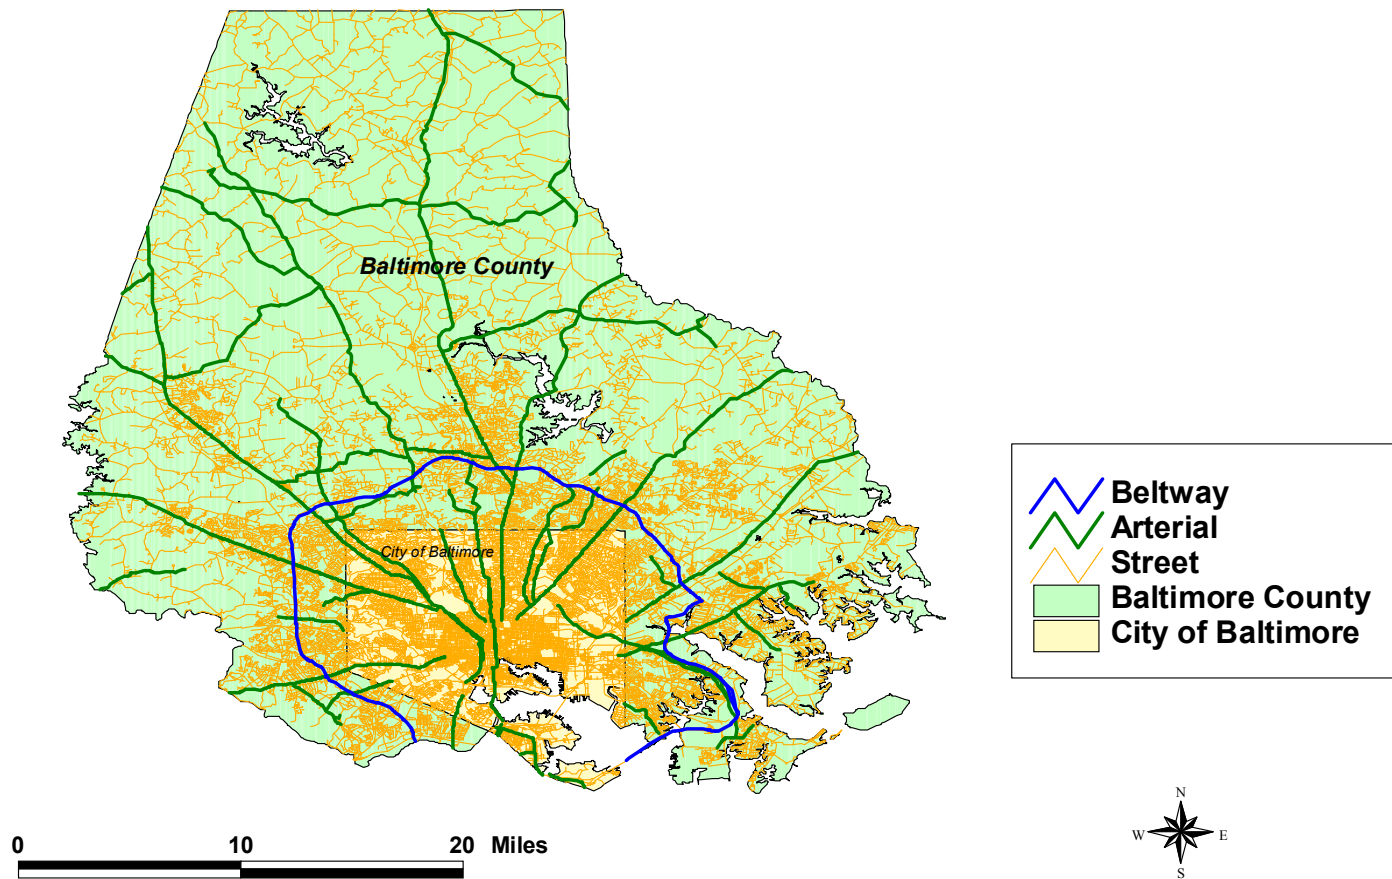 Baltimore County
City of Baltimore
Beltway
Arterial
Street
Baltimore County
City of Baltimore
N
W E
S
0 10 20 Miles